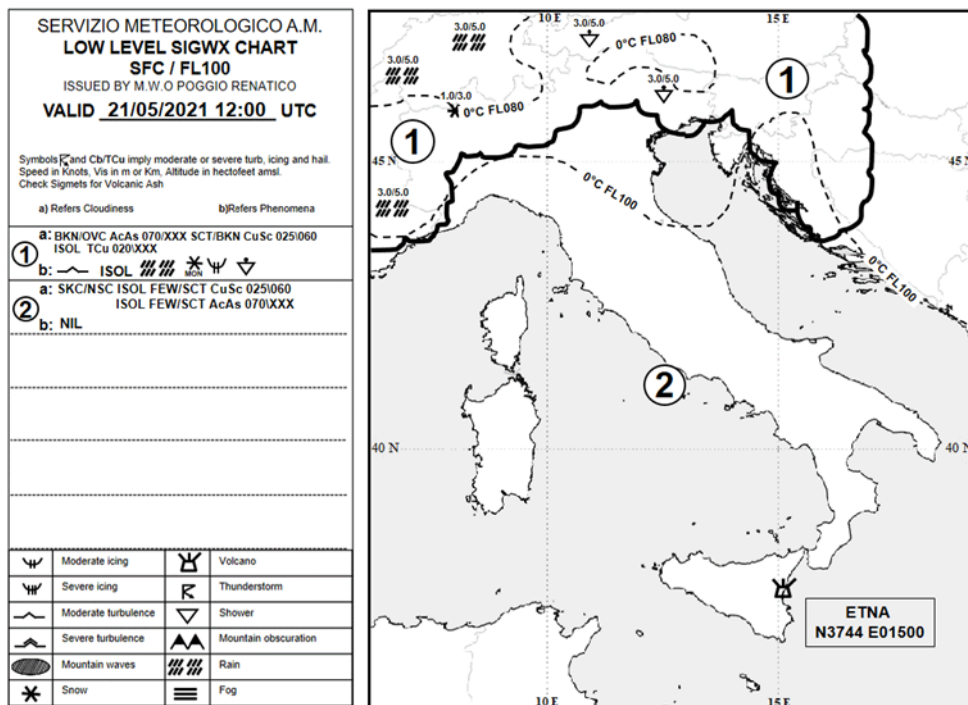 SERVIZIO METEOROLOGICO A.M.
LOW LEVEL SIGWX CHART
SFC / FL100
ISSUED BY M.W.O POGGIO RENATICO
VALID 21/05/2021 12:00 UTC
Symbols and Cb/TCu imply moderate or severe turb, icing and hail.
Speed in Knots, Vis in m or Km, Altitude in hectofeet amsl.
Check Sigmets for Volcanic Ash
a) Refers Cloudiness b)Refers Phenomena
1 a: BKN/OVC AcAs 070/XXX SCT/BKN CuSc 025\060
ISOL TCu 020\XXX
b: ISOL MON
2 a: SKC/NSC ISOL FEW/SCT CuSc 025\060
ISOL FEW/SCT AcAs 070\XXX
b: NIL
Moderate icing Volcano
Severe icing Thunderstorm
Moderate turbulence Shower
Severe turbulence Mountain obscuration
Mountain waves Rain
Snow Fog
10 E 15 E
3.0/5.0 3.0/5.0
0°C FL080
3.0/5.0
3.0/5.0
1
1.0/3.0
0°C FL080
1
45 N 45 N
0°C FL100
3.0/5.0
0°C FL100
2
40 N 40 N
ETNA
N3744 E01500
10 E 15 E